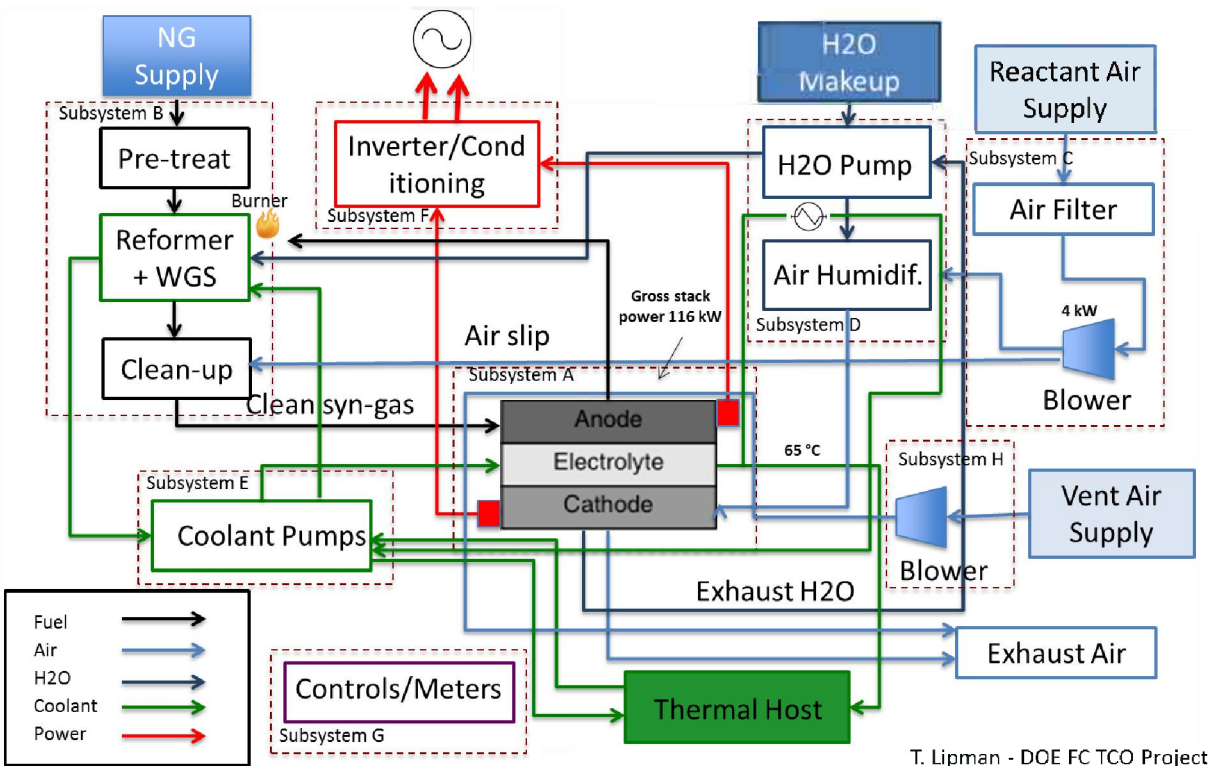 NG
Supply
H2O
Makeup
Reactant Air
Supply
Subsystem B
Pre-treat
Burner
Reformer
+ WGS
Clean-up
Inverter/Cond
itioning
Subsystem F
H2O Pump
Air Humidif.
Subsystem D
Subsystem C
Air Filter
4 kW
Blower
Gross stack
power 116 kW
Air slip
Subsystem A
Clean syn-gas
Anode
Electrolyte
Cathode
65 °C
Subsystem H
Blower
Vent Air
Supply
Subsystem E
Coolant Pumps
Exhaust H2O
Exhaust Air
Fuel
Air
H2O
Coolant
Power
Controls/Meters
Subsystem G
Thermal Host
T. Lipman - DOE FC TCO Project